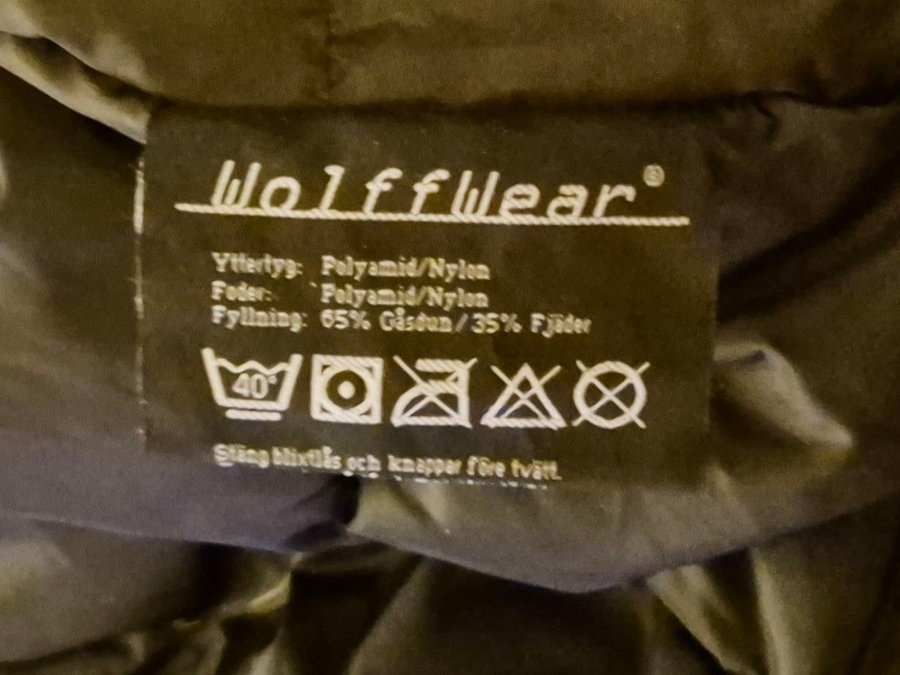 WolffWear®
Yttertyg: Polyamid/Nylon
Foder: Polyamid/Nylon
Fyllning: 65% Gåsdun/35% Fjäder
40°
Stäng blixtlås och knappar före tvätt.